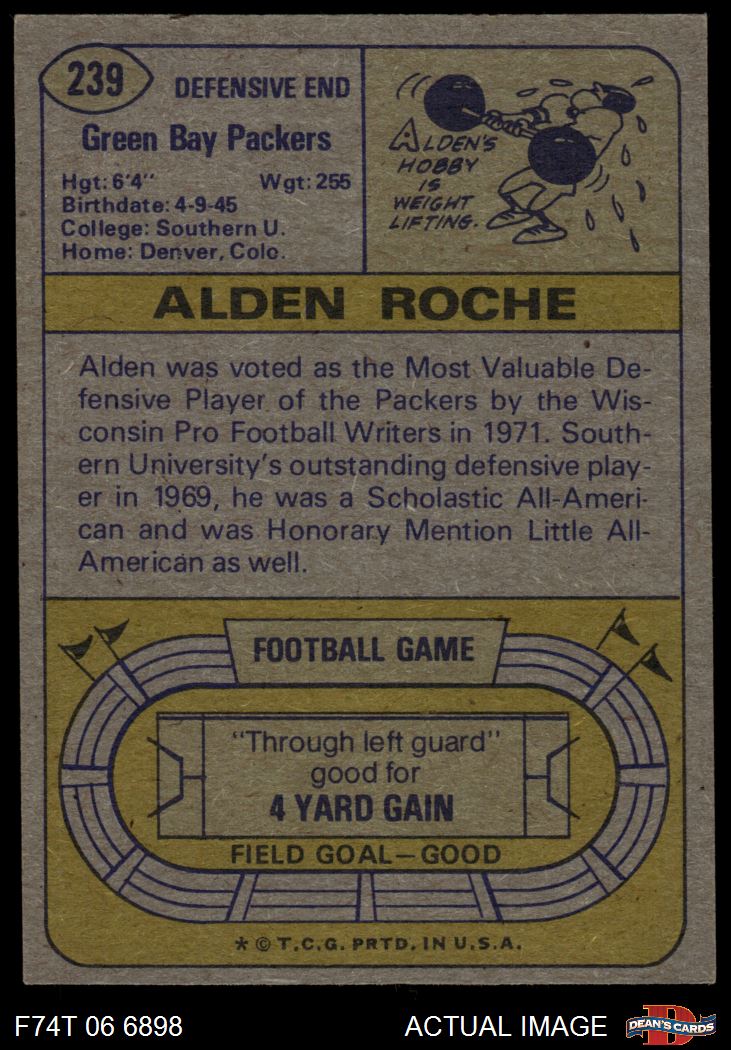 239
DEFENSIVE END
Green Bay Packers
Hgt: 6'4" Wgt: 255
Birthdate: 4-9-45
College: Southern U.
Home: Denver, Colo.
ALDEN'S
HOBBY
IS
WEIGHT
LIFTING.
ALDEN ROCHE
Alden was voted as the Most Valuable De-
fensive Player of the Packers by the Wis-
consin Pro Football Writers in 1971. South-
ern University's outstanding defensive play-
er in 1969, he was a Scholastic All-Ameri-
can and was Honorary Mention Little All-
American as well.
FOOTBALL GAME
"Through left guard"
good for
4 YARD GAIN
FIELD GOAL—GOOD
* © T.C.G. PRTD. IN U.S.A.
F74T 06 6898 ACTUAL IMAGE
D
DEAN'S CARDS